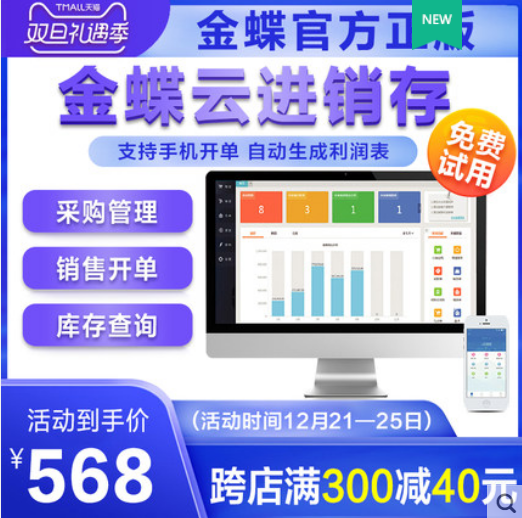 TMALL天猫
双旦礼遇季
金蝶官方正版
NEW
金蝶云进销存
支持手机开单 自动生成利润表
免费
试用
采购管理
销售开单
库存查询
8
3
1
1
活动到手价
(活动时间12月21—25日)
¥568
跨店满300减40元